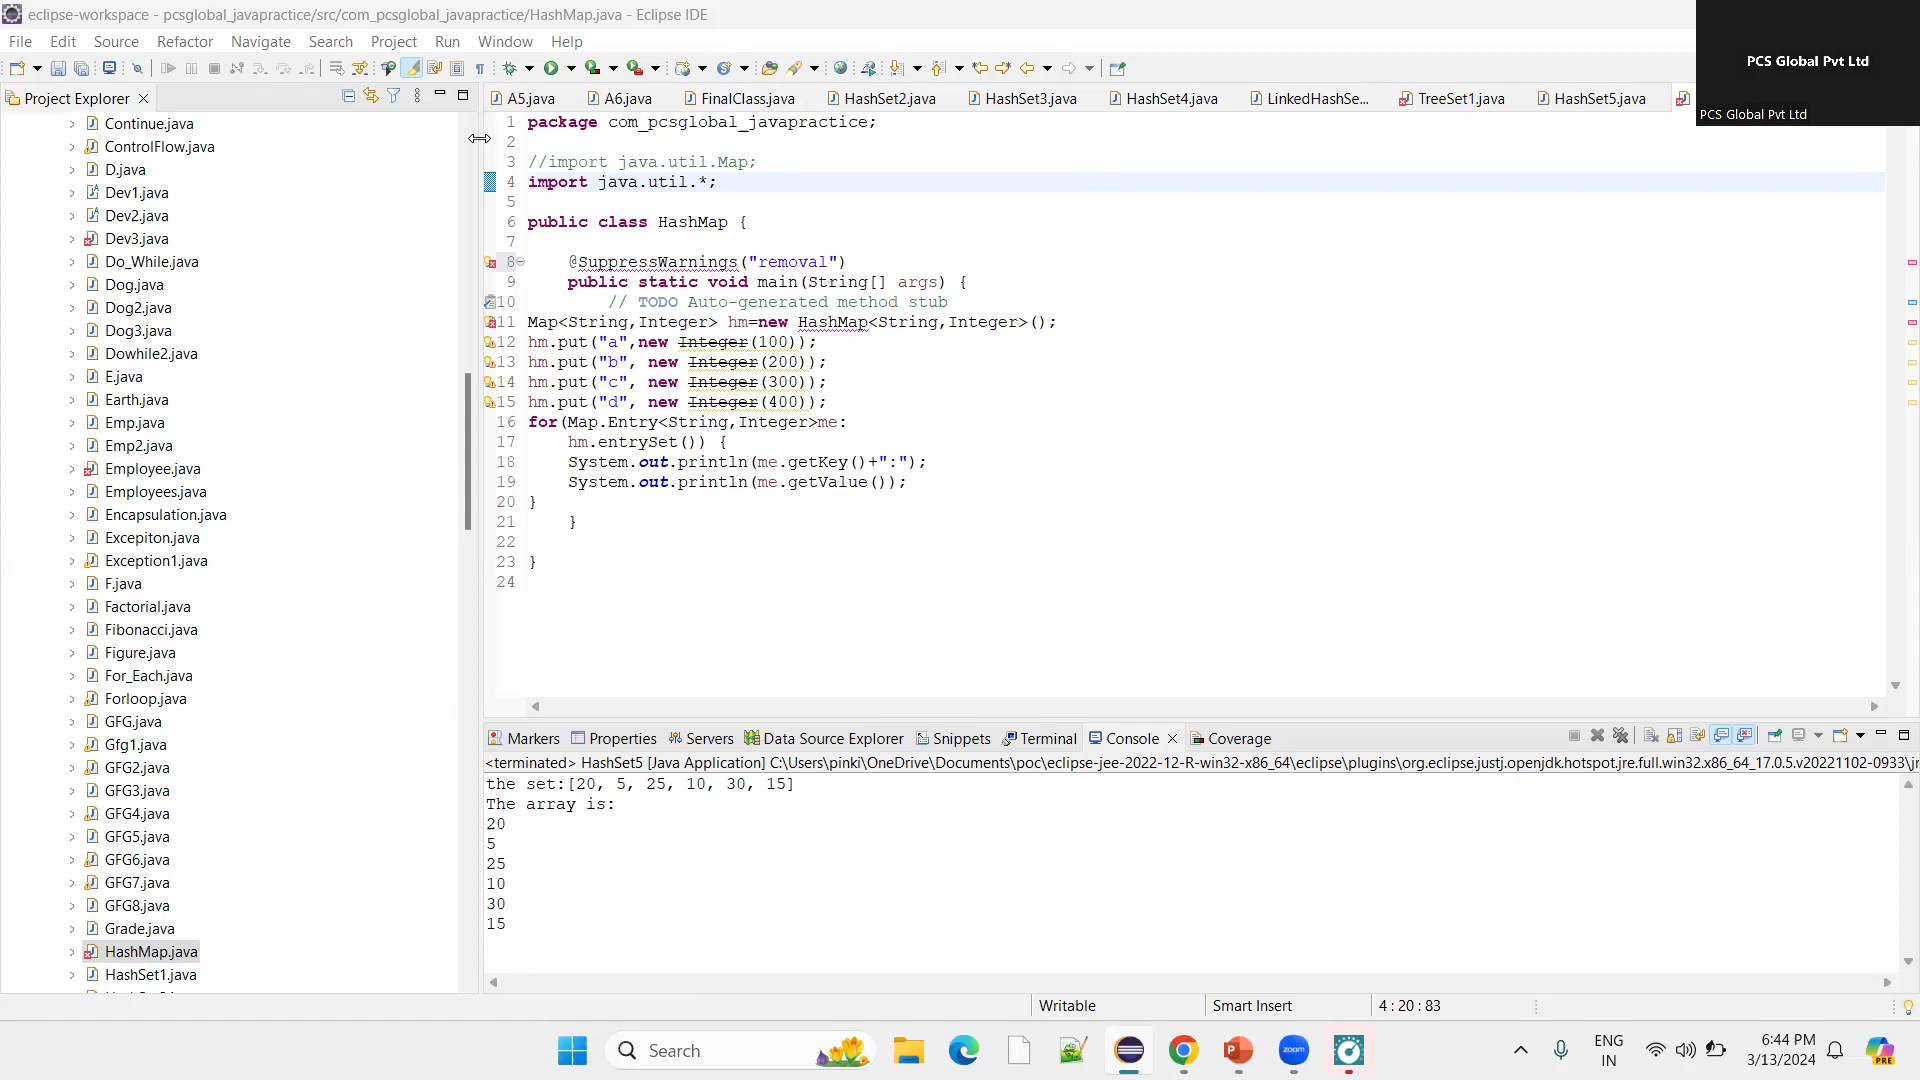 eclipse-workspace - pcsglobal_javapractice/src/com_pcsglobal_javapractice/HashMap.java - Eclipse IDE
File Edit Source Refactor Navigate Search Project Run Window Help
PCS Global Pvt Ltd
PCS Global Pvt Ltd
Project Explorer
A5.java A6.java FinalClass.java HashSet2.java HashSet3.java HashSet4.java LinkedHashSe... TreeSet1.java HashSet5.java
Continue.java
ControlFlow.java
D.java
Dev1.java
Dev2.java
Dev3.java
Do_While.java
Dog.java
Dog2.java
Dog3.java
Dowhile2.java
E.java
Earth.java
Emp.java
Emp2.java
Employee.java
Employees.java
Encapsulation.java
Excepiton.java
Exception1.java
F.java
Factorial.java
Fibonacci.java
Figure.java
For_Each.java
Forloop.java
GFG.java
Gfg1.java
GFG2.java
GFG3.java
GFG4.java
GFG5.java
GFG6.java
GFG7.java
GFG8.java
Grade.java
HashMap.java
HashSet1.java
1 package com_pcsglobal_javapractice;
2
3 //import java.util.Map;
4 import java.util.*;
5
6 public class HashMap {
7
8 @SuppressWarnings("removal")
9 public static void main(String[] args) {
10 // TODO Auto-generated method stub
11 Map<String,Integer> hm=new HashMap<String,Integer>();
12 hm.put("a",new Integer(100));
13 hm.put("b", new Integer(200));
14 hm.put("c", new Integer(300));
15 hm.put("d", new Integer(400));
16 for(Map.Entry<String,Integer>me:
17 hm.entrySet()) {
18 System.out.println(me.getKey()+":");
19 System.out.println(me.getValue());
20 }
21 }
22
23 }
24
Markers Properties Servers Data Source Explorer Snippets Terminal Console Coverage
<terminated> HashSet5 [Java Application] C:\Users\pinki\OneDrive\Documents\poc\eclipse-jee-2022-12-R-win32-x86_64\eclipse\plugins\org.eclipse.justj.openjdk.hotspot.jre.full.win32.x86_64_17.0.5.v20221102-0933\jr
the set:[20, 5, 25, 10, 30, 15]
The array is:
20
5
25
10
30
15
Writable Smart Insert 4 : 20 : 83
Search
zoom
ENG
IN
6:44 PM
3/13/2024
PRE